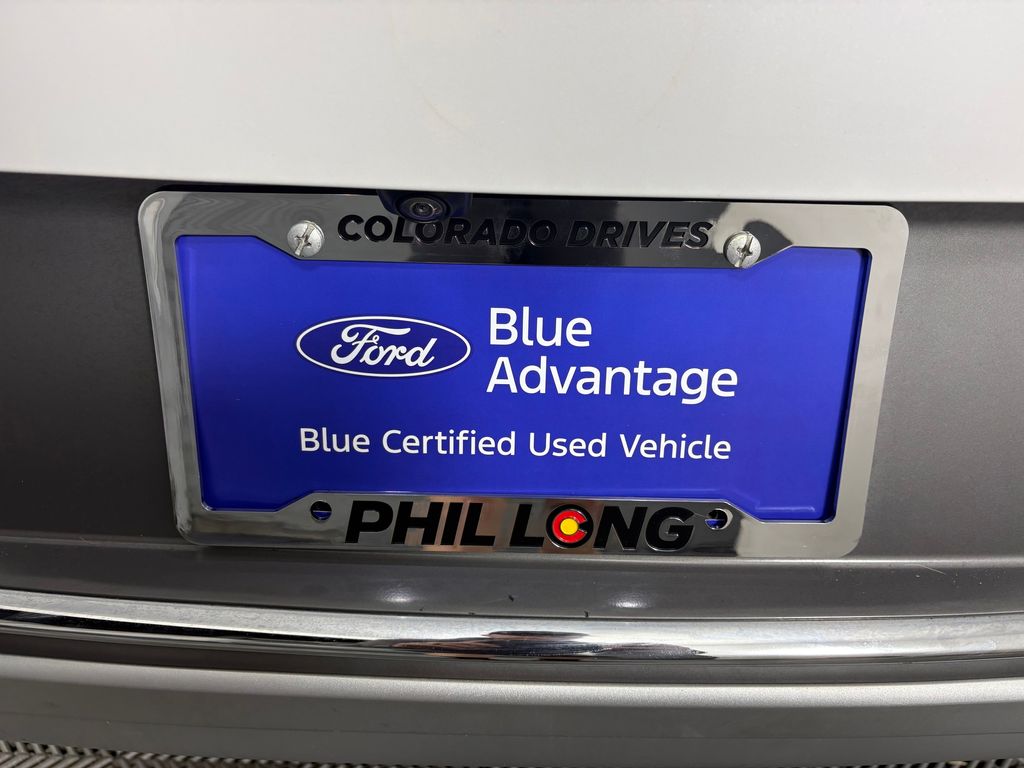 COLORADO DRIVES
Ford
Blue
Advantage
Blue Certified Used Vehicle
PHIL LONG